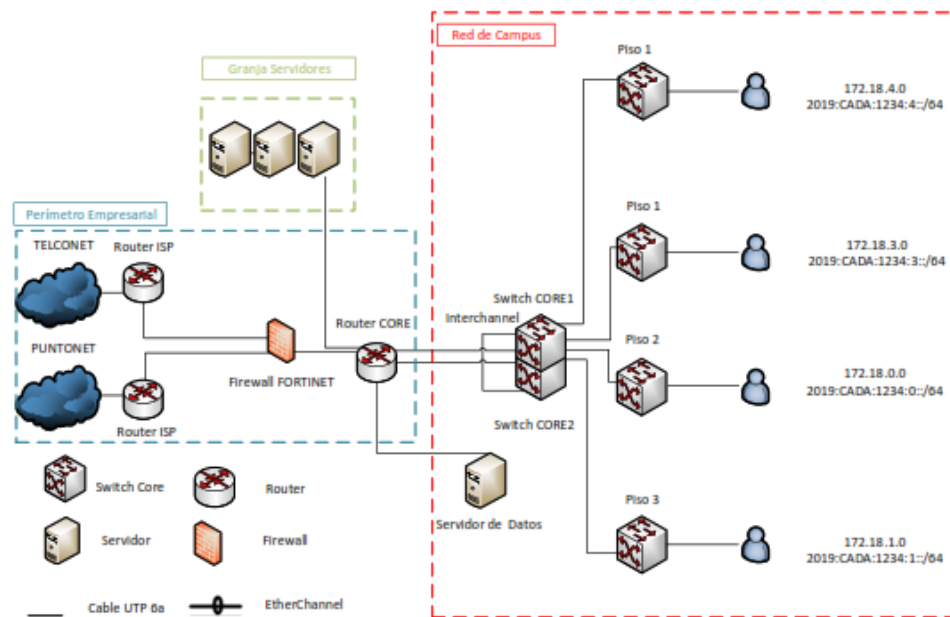 Red de Campus
Granja Servidores
Perímetro Empresarial
TELCONET
Router ISP
PUNTONET
Router ISP
Firewall FORTINET
Router CORE
Switch CORE1
Interchannel
Switch CORE2
Servidor de Datos
Piso 1
172.18.4.0
2019:CADA:1234:4::/64
Piso 1
172.18.3.0
2019:CADA:1234:3::/64
Piso 2
172.18.0.0
2019:CADA:1234:0::/64
Piso 3
172.18.1.0
2019:CADA:1234:1::/64
Switch Core
Router
Servidor
Firewall
Cable UTP 6a
EtherChannel